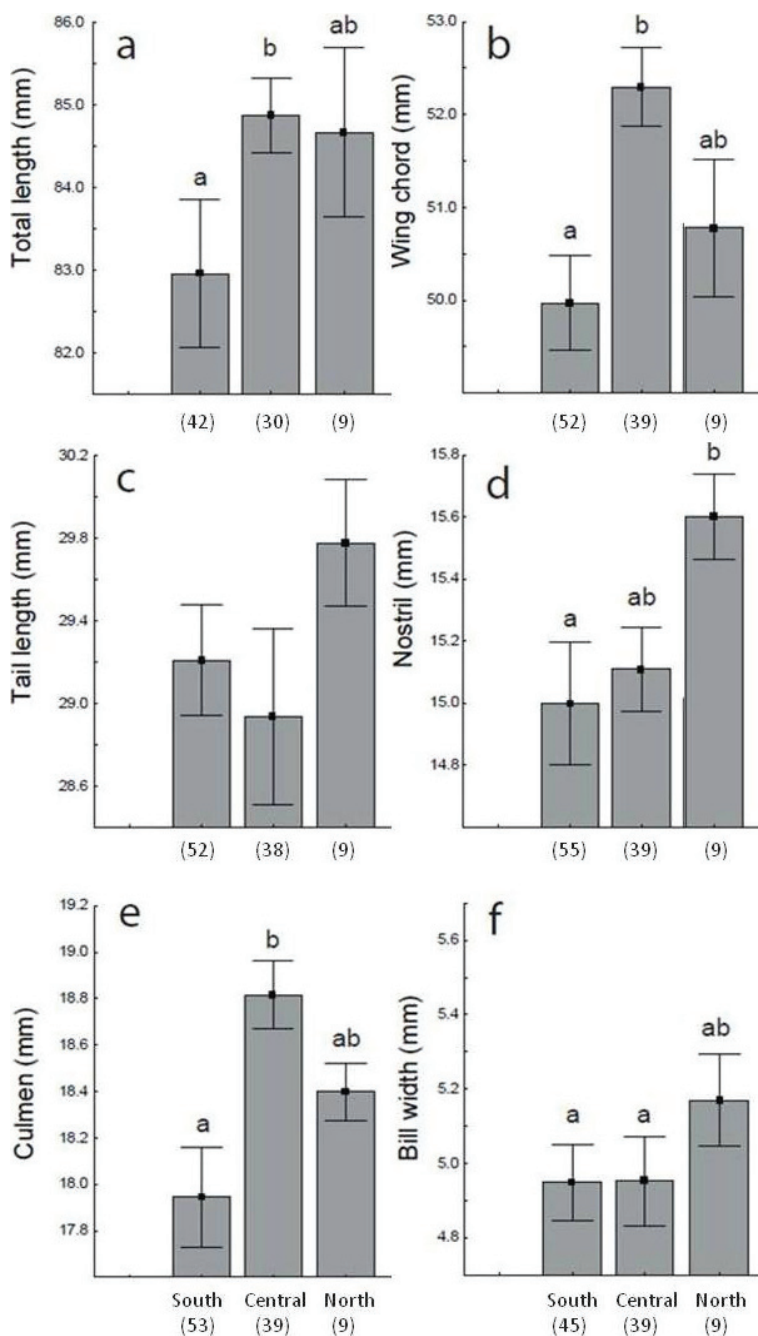 a
Total length (mm)
86.0
85.0
84.0
83.0
82.0
a
b
ab
(42) (30) (9)
b
Wing chord (mm)
53.0
52.0
51.0
50.0
a
b
ab
(52) (39) (9)
c
Tail length (mm)
30.2
29.8
29.4
29.0
28.6
(52) (38) (9)
d
Nostril (mm)
15.8
15.6
15.4
15.2
15.0
14.8
a
ab
b
(55) (39) (9)
e
Culmen (mm)
19.2
19.0
18.8
18.6
18.4
18.2
18.0
17.8
a
b
ab
South Central North
(53) (39) (9)
f
Bill width (mm)
5.6
5.4
5.2
5.0
4.8
a
a
ab
South Central North
(45) (39) (9)